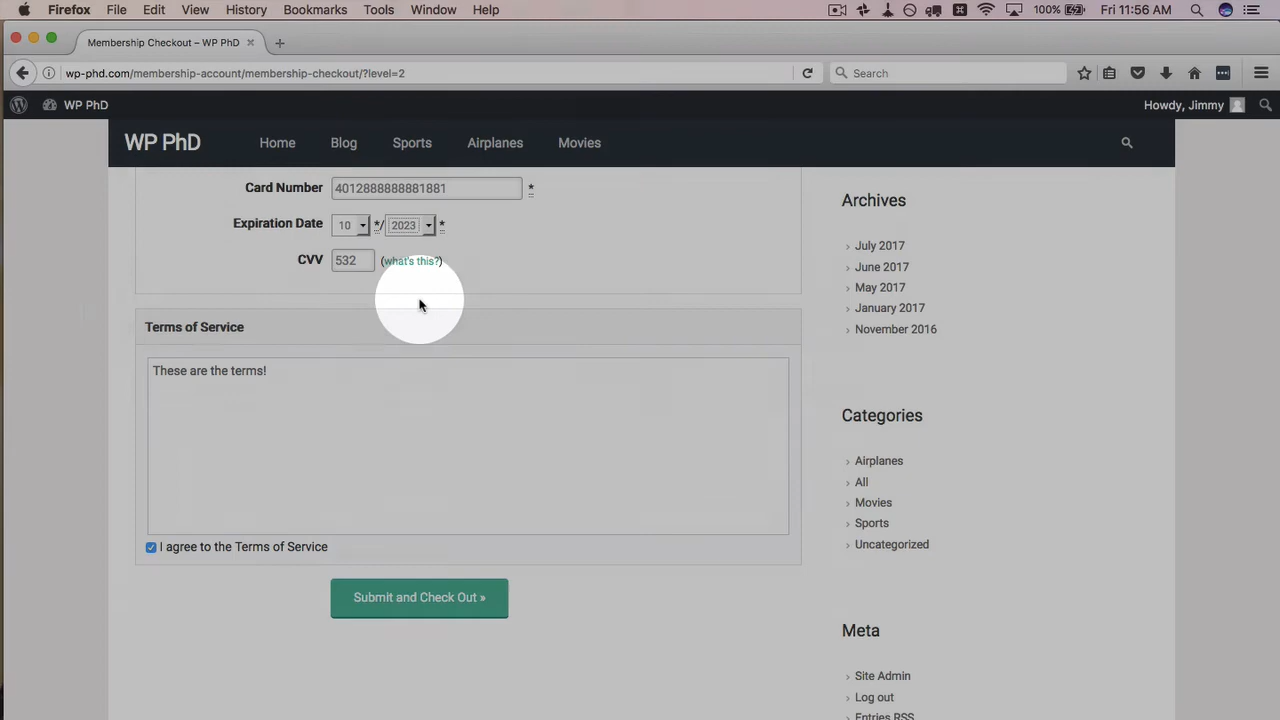 Firefox File Edit View History Bookmarks Tools Window Help 100% Fri 11:56 AM
Membership Checkout – WP PhD
wp-phd.com/membership-account/membership-checkout/?level=2 Search
WP PhD Howdy, Jimmy
WP PhD Home Blog Sports Airplanes Movies
Card Number 4012888888881881 *
Expiration Date 10 */ 2023 *
CVV 532 (what's this?)
Terms of Service
These are the terms!
I agree to the Terms of Service
Submit and Check Out »
Archives
July 2017
June 2017
May 2017
January 2017
November 2016
Categories
Airplanes
All
Movies
Sports
Uncategorized
Meta
Site Admin
Log out
Entries RSS